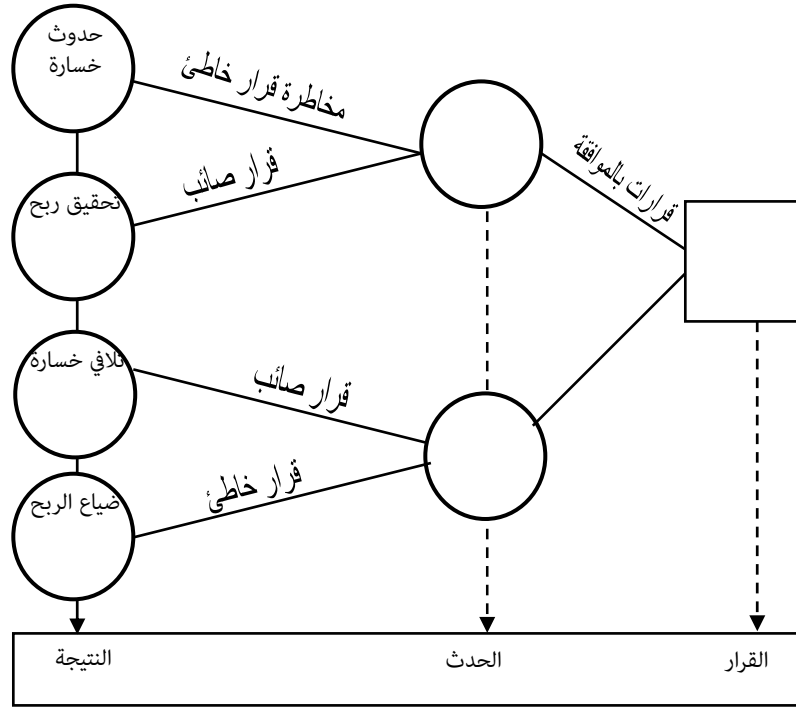 حدوث
خسارة
مخاطرة قرار خاطئ
قرارات بالموافقة
قرار صائب
تحقيق ربح
تلافي خسارة
قرار صائب
قرار خاطئ
ضياع الربح
القرار
الحدث
النتيجة